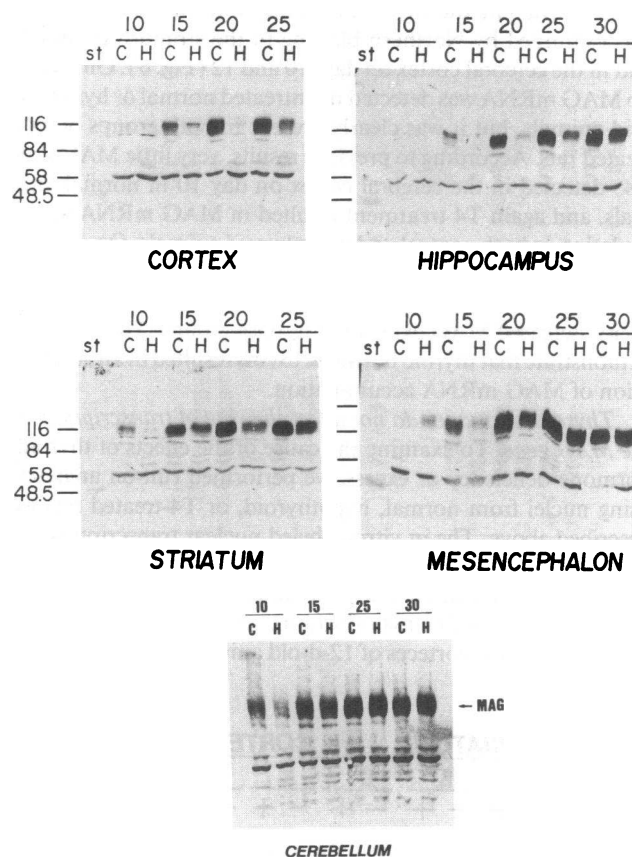 10 15 20 25
st C H C H C H C H
116
84
58
48.5
CORTEX
10 15 20 25 30
st C H C H C H C H C H
HIPPOCAMPUS
10 15 20 25
st C H C H C H C H
116
84
58
48.5
STRIATUM
10 15 20 25 30
st C H C H C H C H C H
MESENCEPHALON
10 15 25 30
C H C H C H C H
← MAG
CEREBELLUM